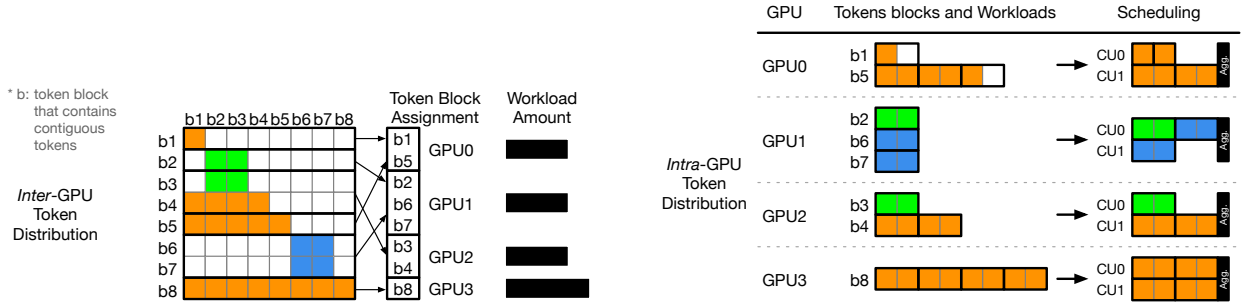 * b: token block
that contains
contiguous
tokens
Inter-GPU
Token
Distribution
b1 b2 b3 b4 b5 b6 b7 b8
b1
b2
b3
b4
b5
b6
b7
b8
Token Block
Assignment
b1
b5
GPU0
b2
b6
b7
GPU1
b3
b4
GPU2
b8
GPU3
Workload
Amount
Intra-GPU
Token
Distribution
GPU Tokens blocks and Workloads Scheduling
GPU0
b1
b5
CU0
CU1
Agg.
GPU1
b2
b6
b7
CU0
CU1
Agg.
GPU2
b3
b4
CU0
CU1
Agg.
GPU3
b8
CU0
CU1
Agg.